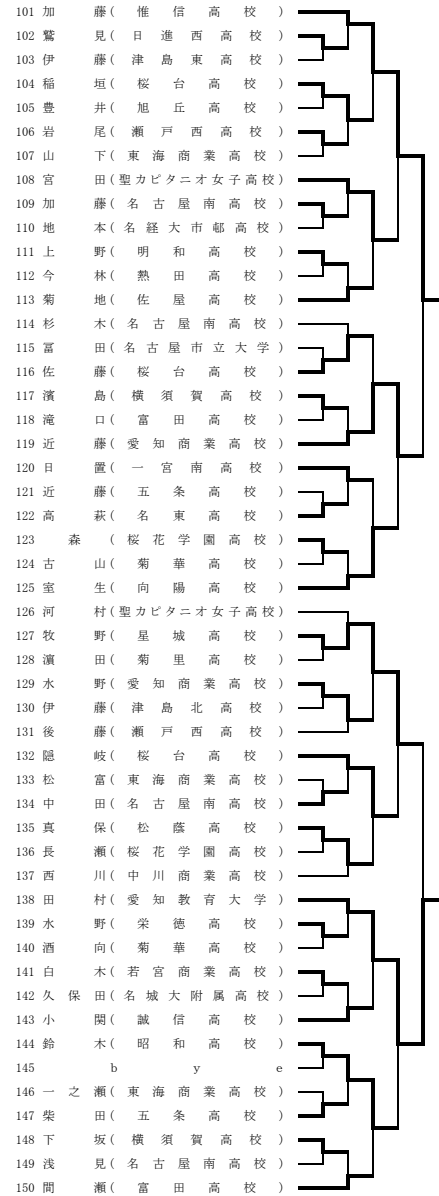 101 加藤(惟信高校)
102 鷲見(日進西高校)
103 伊藤(津島東高校)
104 稲垣(桜台高校)
105 豊井(旭丘高校)
106 岩尾(瀬戸西高校)
107 山下(東海商業高校)
108 宮田(聖カピタニオ女子高校)
109 加藤(名古屋南高校)
110 地本(名経大市邨高校)
111 上野(明和高校)
112 今林(熱田高校)
113 菊地(佐屋高校)
114 杉木(名古屋南高校)
115 冨田(名古屋市立大学)
116 佐藤(桜台高校)
117 濱島(横須賀高校)
118 滝口(富田高校)
119 近藤(愛知商業高校)
120 日置(一宮南高校)
121 近藤(五条高校)
122 高萩(名東高校)
123 森(桜花学園高校)
124 古山(菊華高校)
125 室生(向陽高校)
126 河村(聖カピタニオ女子高校)
127 牧野(星城高校)
128 濵田(菊里高校)
129 水野(愛知商業高校)
130 伊藤(津島北高校)
131 後藤(瀬戸西高校)
132 隠岐(桜台高校)
133 松富(東海商業高校)
134 中田(名古屋南高校)
135 真保(松蔭高校)
136 長瀬(桜花学園高校)
137 西川(中川商業高校)
138 田村(愛知教育大学)
139 水野(栄徳高校)
140 酒向(菊華高校)
141 白木(若宮商業高校)
142 久保田(名城大附属高校)
143 小関(誠信高校)
144 鈴木(昭和高校)
145 bye
146 一之瀬(東海商業高校)
147 柴田(五条高校)
148 下坂(横須賀高校)
149 浅見(名古屋南高校)
150 間瀬(富田高校)